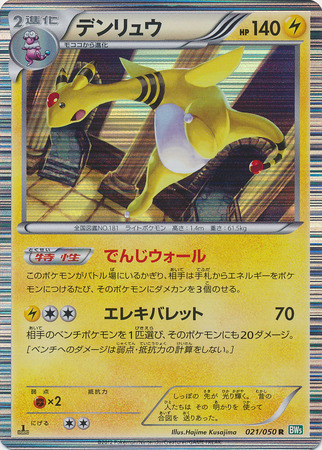 2進化 デンリュウ HP140
モココから進化
全国図鑑NO.181 ライトポケモン 高さ：1.4m 重さ：61.5kg
とくせい
特性 でんじウォール
このポケモンがバトル場にいるかぎり、相手は手札からエネルギーをポケモンにつけるたび、そのポケモンにダメカンを3個のせる。
エレキバレット 70
相手のベンチポケモンを1匹選び、そのポケモンにも20ダメージ。
[ベンチへのダメージは弱点・抵抗力の計算をしない。]
弱点 抵抗力
×2
にげる
しっぽの 先が 光り輝く。 昔の
人たちは その 明かりを 使って
合図を 送りあった。
Illus.Hajime Kusajima
021/050 R BWs